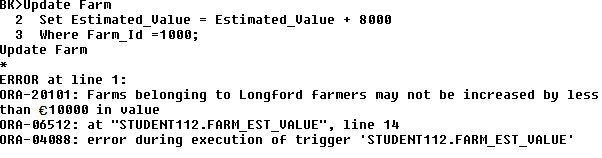 BK>Update Farm
2 Set Estimated_Value = Estimated_Value + 8000
3 Where Farm_Id =1000;
Update Farm
*
ERROR at line 1:
ORA-20101: Farms belonging to Longford farmers may not be increased by less
than €10000 in value
ORA-06512: at "STUDENT112.FARM_EST_VALUE", line 14
ORA-04088: error during execution of trigger 'STUDENT112.FARM_EST_VALUE'